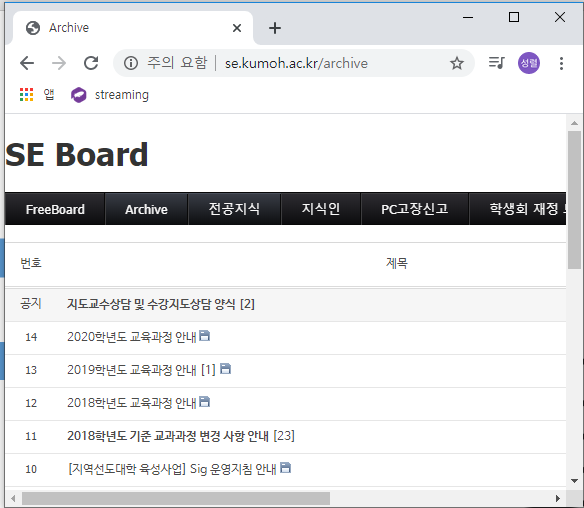 Archive
주의 요함 se.kumoh.ac.kr/archive 성렬
앱 streaming
SE Board
FreeBoard Archive 전공지식 지식인 PC고장신고 학생회 재정
번호 제목
공지 지도교수상담 및 수강지도상담 양식 [2]
14 2020학년도 교육과정 안내
13 2019학년도 교육과정 안내 [1]
12 2018학년도 교육과정 안내
11 2018학년도 기준 교과과정 변경 사항 안내 [23]
10 [지역선도대학 육성사업] Sig 운영지침 안내